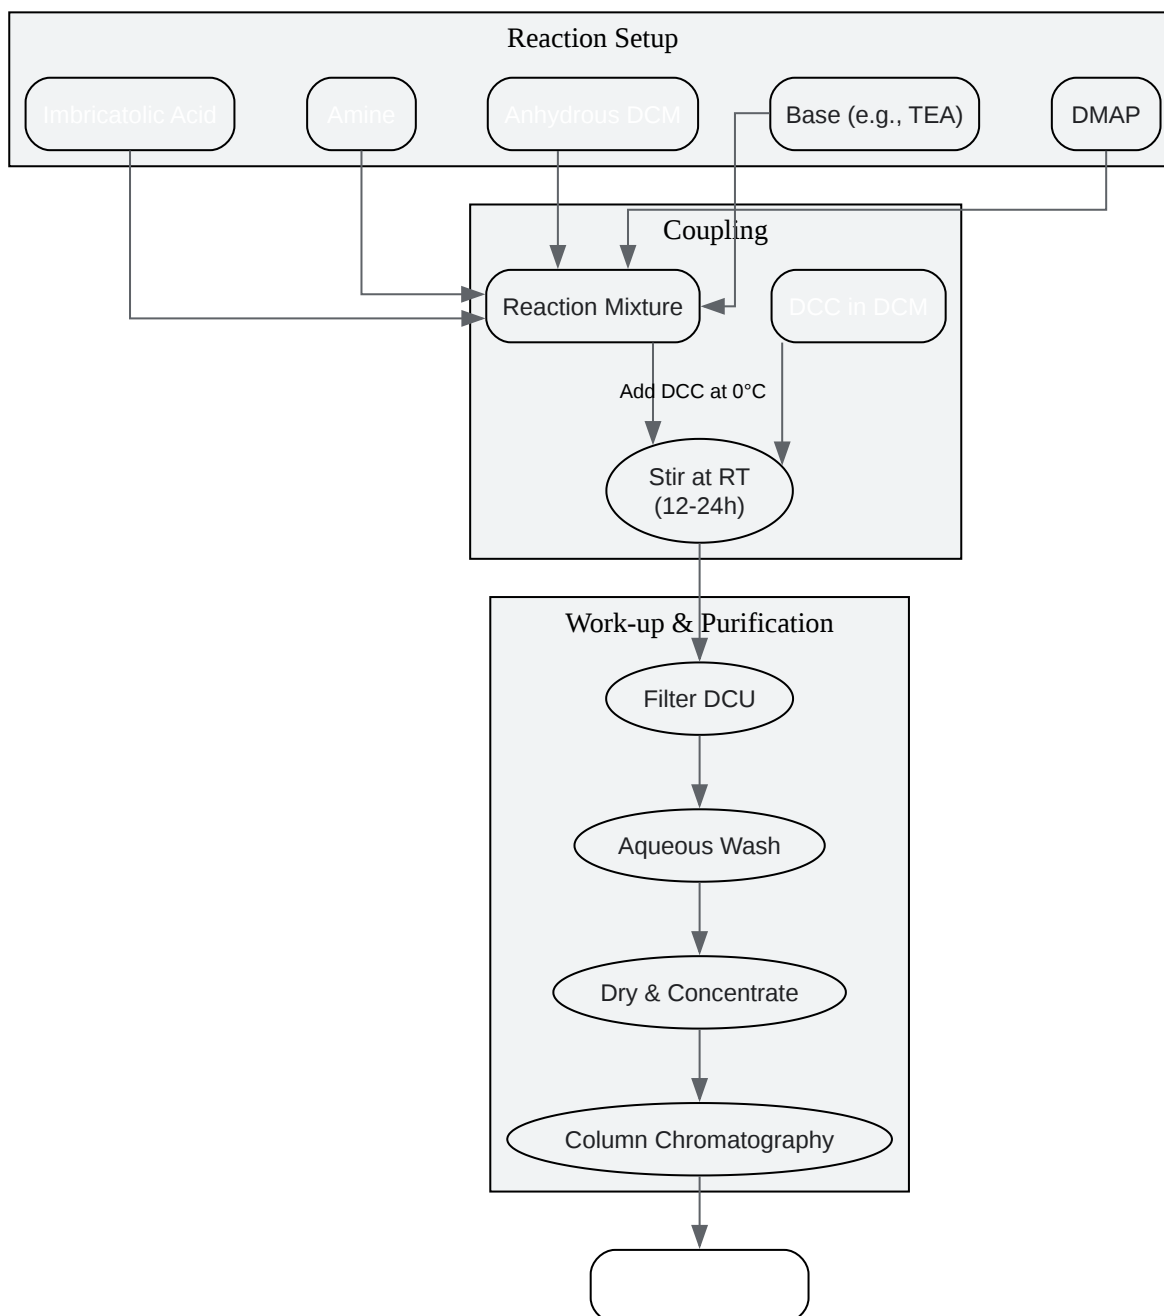 Reaction Setup
Imbricatolic Acid
Amine
Anhydrous DCM
Base (e.g., TEA)
DMAP
Coupling
Reaction Mixture
DCC in DCM
Add DCC at 0°C
Stir at RT
(12-24h)
Work-up & Purification
Filter DCU
Aqueous Wash
Dry & Concentrate
Column Chromatography